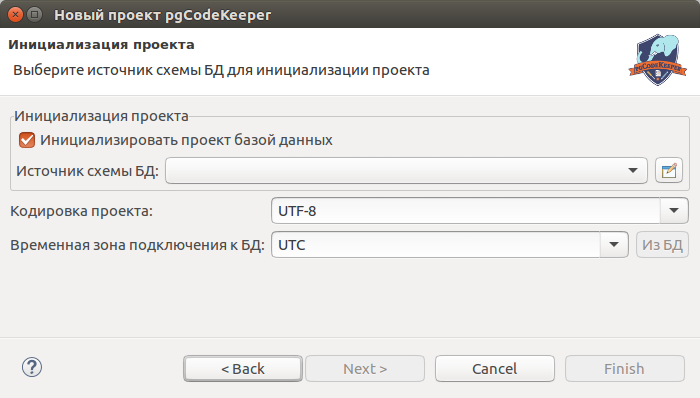 Новый проект pgCodeKeeper
Инициализация проекта
Выберите источник схемы БД для инициализации проекта
PGCODEKEEPER
Инициализация проекта
Инициализировать проект базой данных
Источник схемы БД:
Кодировка проекта: UTF-8
Временная зона подключения к БД: UTC Из БД
? < Back Next > Cancel Finish